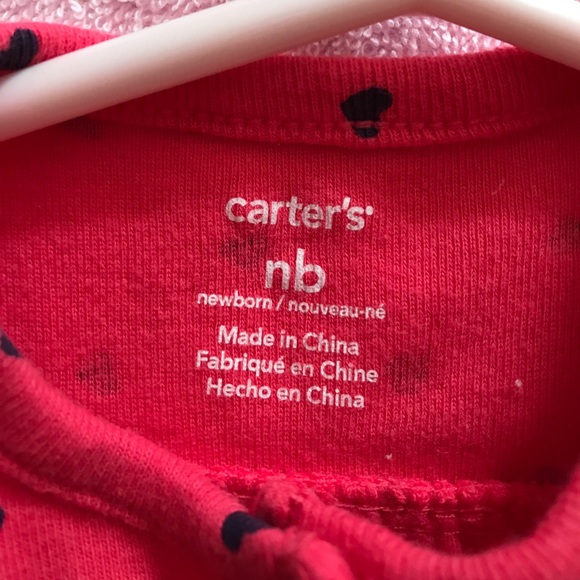 carter's
nb
newborn / nouveau-né
Made in China
Fabriqué en Chine
Hecho en China